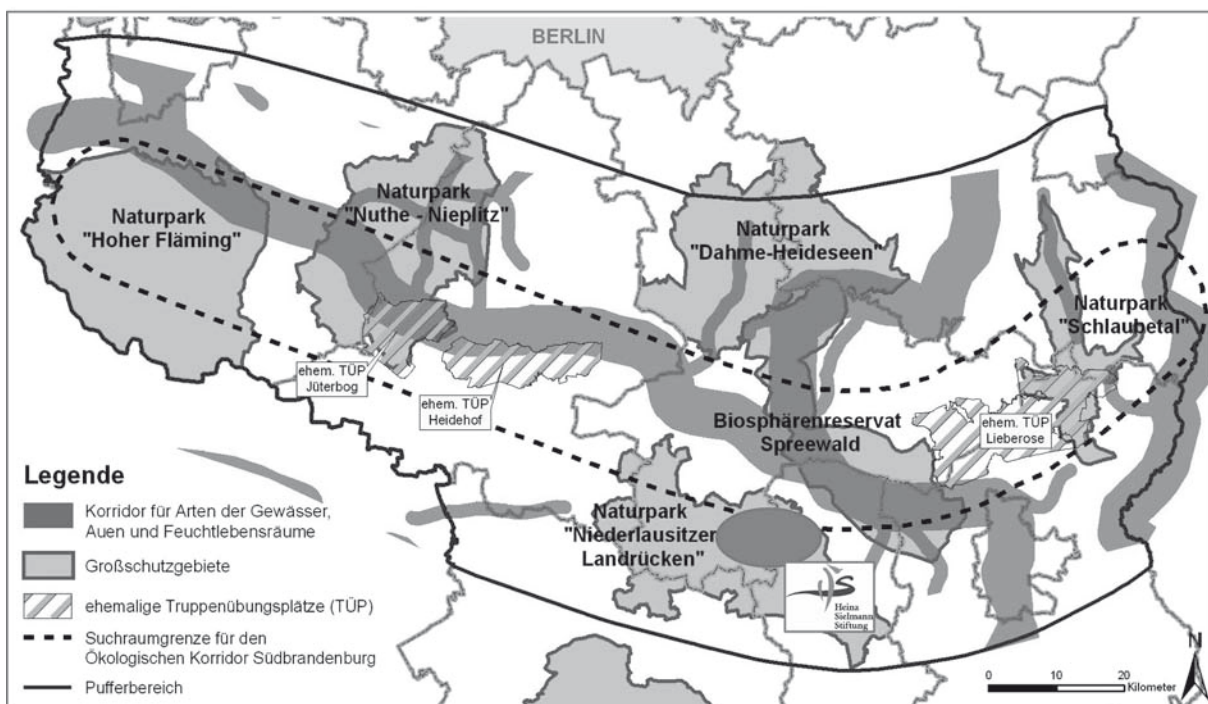 BERLIN
Naturpark
"Hoher Fläming"
Naturpark
"Nuthe - Nieplitz"
Naturpark
"Dahme-Heideseen"
Naturpark
"Schlaubetal"
ehem. TÜP
Jüterbog
ehem. TÜP
Heidehof
Biosphärenreservat
Spreewald
ehem. TÜP
Lieberose
Naturpark
"Niederlausitzer
Landrücken"
Heinz
Sielmann
Stiftung
Legende
Korridor für Arten der Gewässer,
Auen und Feuchtlebensräume
Großschutzgebiete
ehemalige Truppenübungsplätze (TÜP)
Suchraumgrenze für den
Ökologischen Korridor Südbrandenburg
Pufferbereich
N
0 10 20
Kilometer